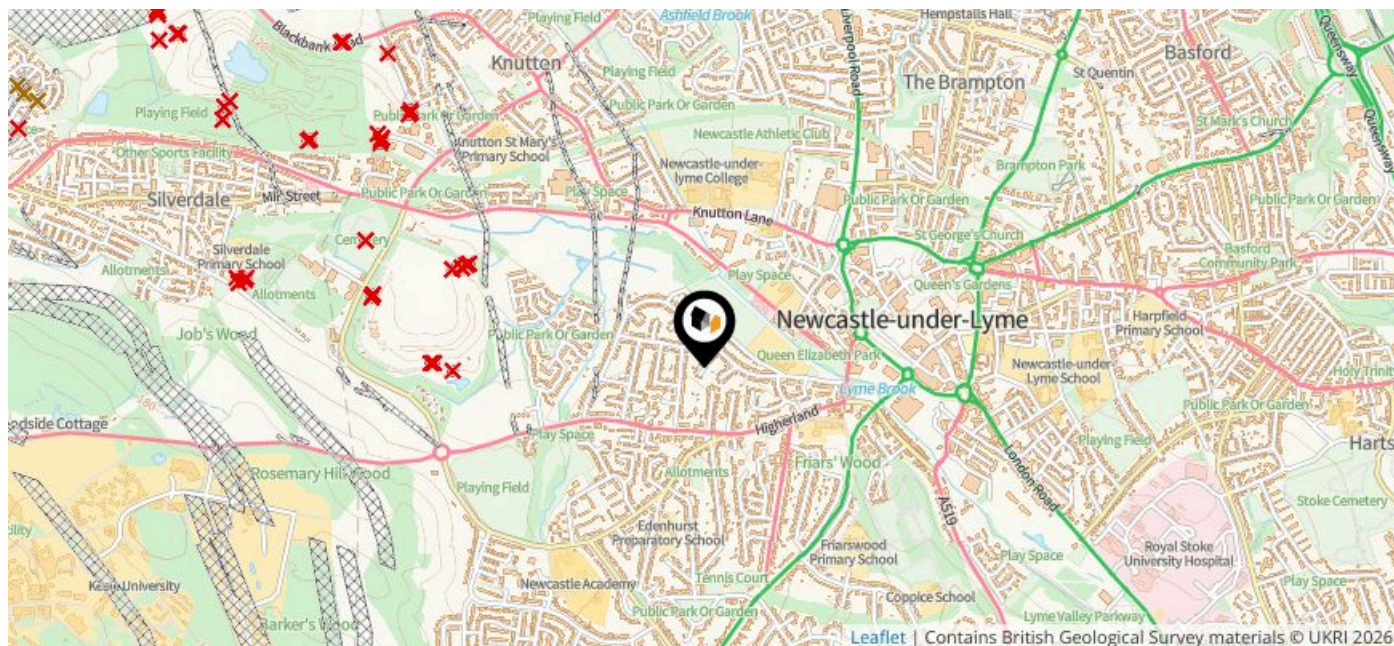 Playing Field
Ashfield Brook
Hempstalls Hall
Queensway
Blackbank Road
Liverpool Road
Basford
Knutten
Playing Field
The Brampton
St Quentin
Queensway
Playing Field
Public Park Or Garden
Public Park Or Garden
St Mark's Church
Queensway
Other Sports Facility
Knutton St Mary's
Primary School
Newcastle Athletic Club
Newcastle-under-
lyme College
Brampton Park
Silverdale
Mill Street
Public Park Or Garden
Play Space
Public Park Or Garden
Public Park Or Garden
Knutton Lane
Cemetery
St George's Church
Silverdale
Primary School
Basford
Community Park
Allotments
Allotments
Play Space
Queen's Gardens
Job's Wood
Public Park Or Garden
Newcastle-under-Lyme
Harpfield
Primary School
Queen Elizabeth Park
Newcastle-under-
Lyme School
Holy Trinity
Lyme Brook
Public Park Or Garden
Higherland
odside Cottage
Play Space
Playing Field
Harts
Rosemary Hill Wood
Allotments
Friars' Wood
London Road
Playing Field
A519
Stoke Cemetery
Edenhurst
Preparatory School
Friarswood
Primary School
Royal Stoke
University Hospital
Play Space
Keele University
Newcastle Academy
Tennis Court
Coppice School
Play Space
Barker's Wood
Public Park Or Garden
Lyme Valley Parkway
Leaflet | Contains British Geological Survey materials © UKRI 2026